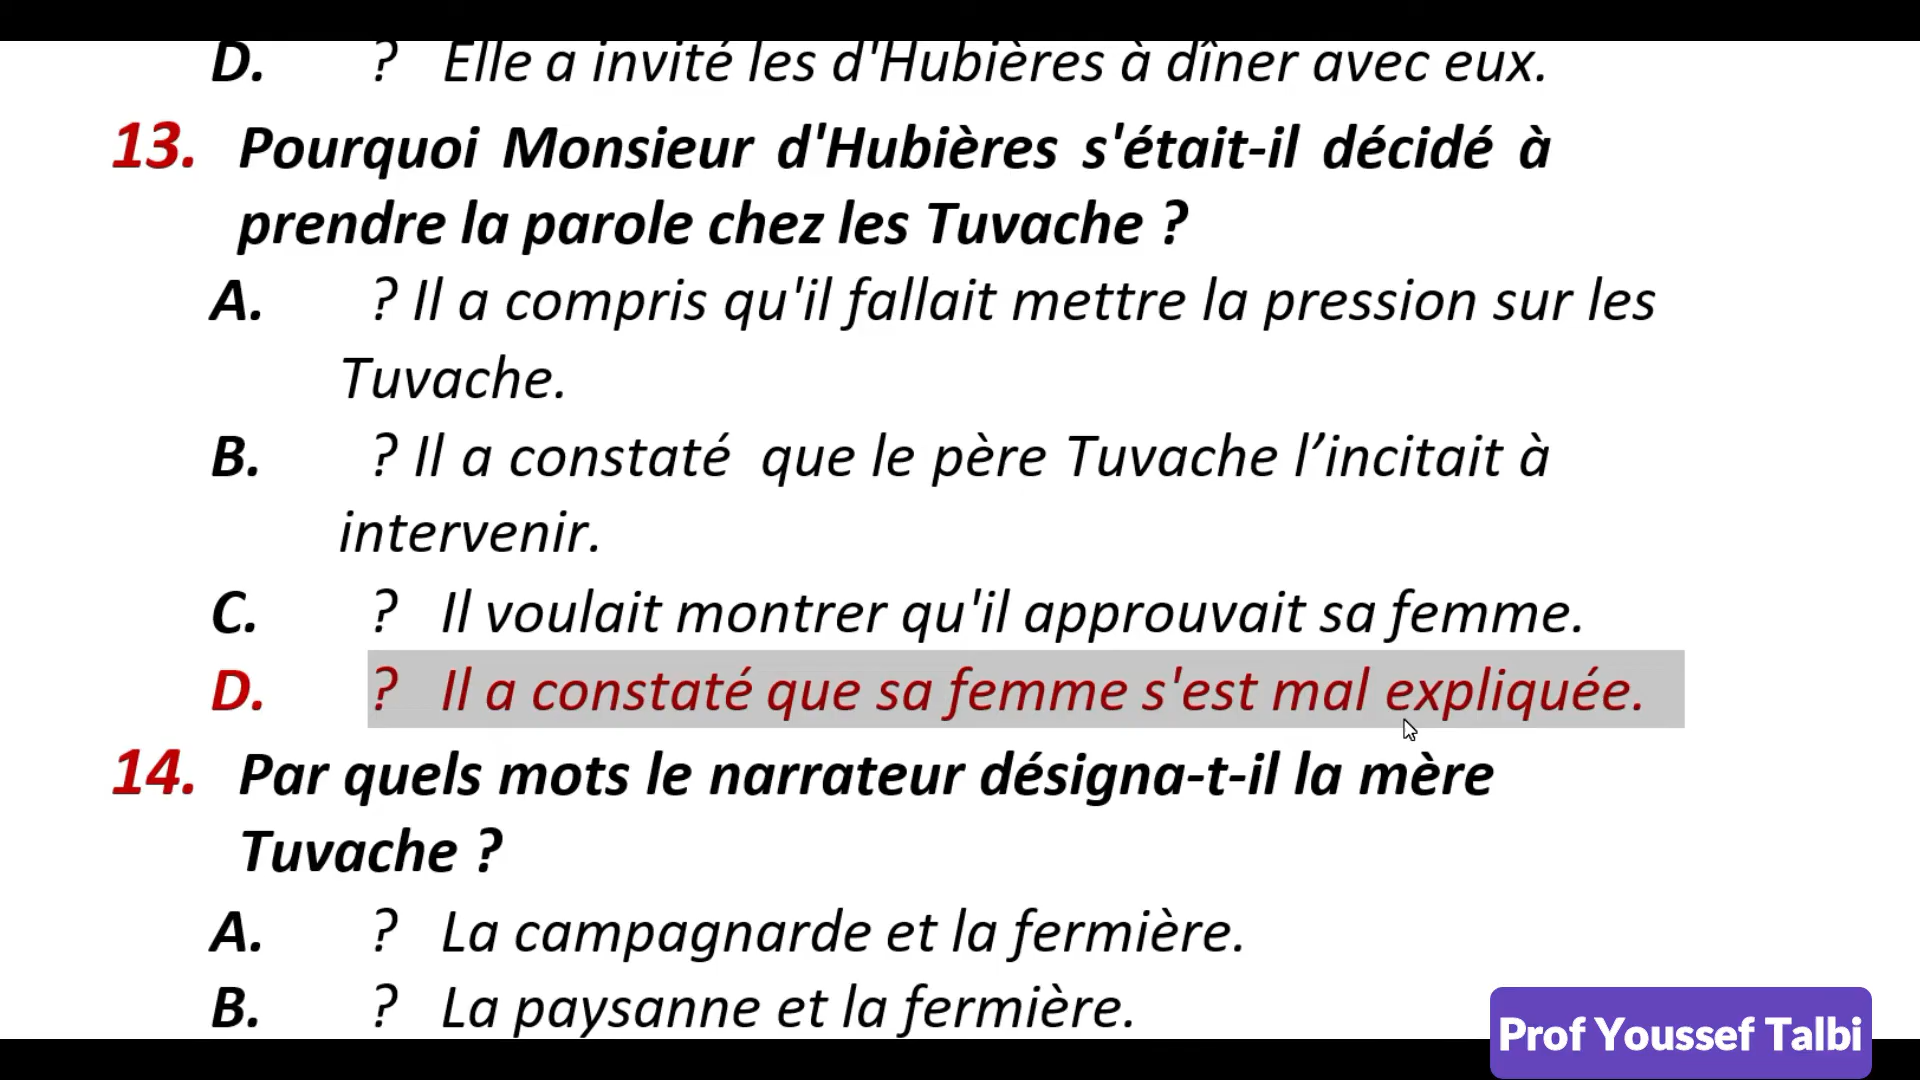 D. ? Elle a invité les d'Hubières à dîner avec eux.
13. Pourquoi Monsieur d'Hubières s'était-il décidé à
prendre la parole chez les Tuvache ?
A. ? Il a compris qu'il fallait mettre la pression sur les
Tuvache.
B. ? Il a constaté que le père Tuvache l’incitait à
intervenir.
C. ? Il voulait montrer qu'il approuvait sa femme.
D. ? Il a constaté que sa femme s'est mal expliquée.
14. Par quels mots le narrateur désigna-t-il la mère
Tuvache ?
A. ? La campagnarde et la fermière.
B. ? La paysanne et la fermière.
Prof Youssef Talbi